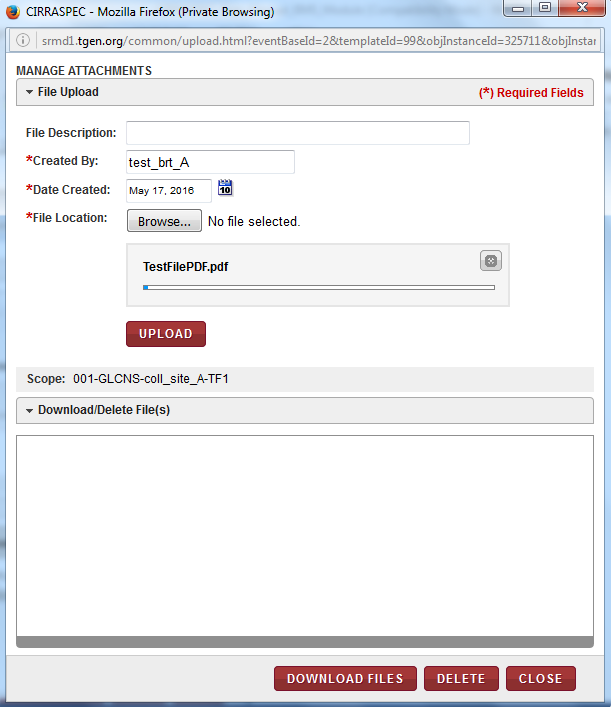 CIRRASPEC - Mozilla Firefox (Private Browsing)
srmd1.tgen.org/common/upload.html?eventBaseId=2&templateId=99&objInstanceId=325711&objInstan
MANAGE ATTACHMENTS
File Upload (*) Required Fields
File Description:
*Created By: test_brt_A
*Date Created: May 17, 2016 10
*File Location: Browse... No file selected.
TestFilePDF.pdf
UPLOAD
Scope: 001-GLCNS-coll_site_A-TF1
Download/Delete File(s)
DOWNLOAD FILES DELETE CLOSE